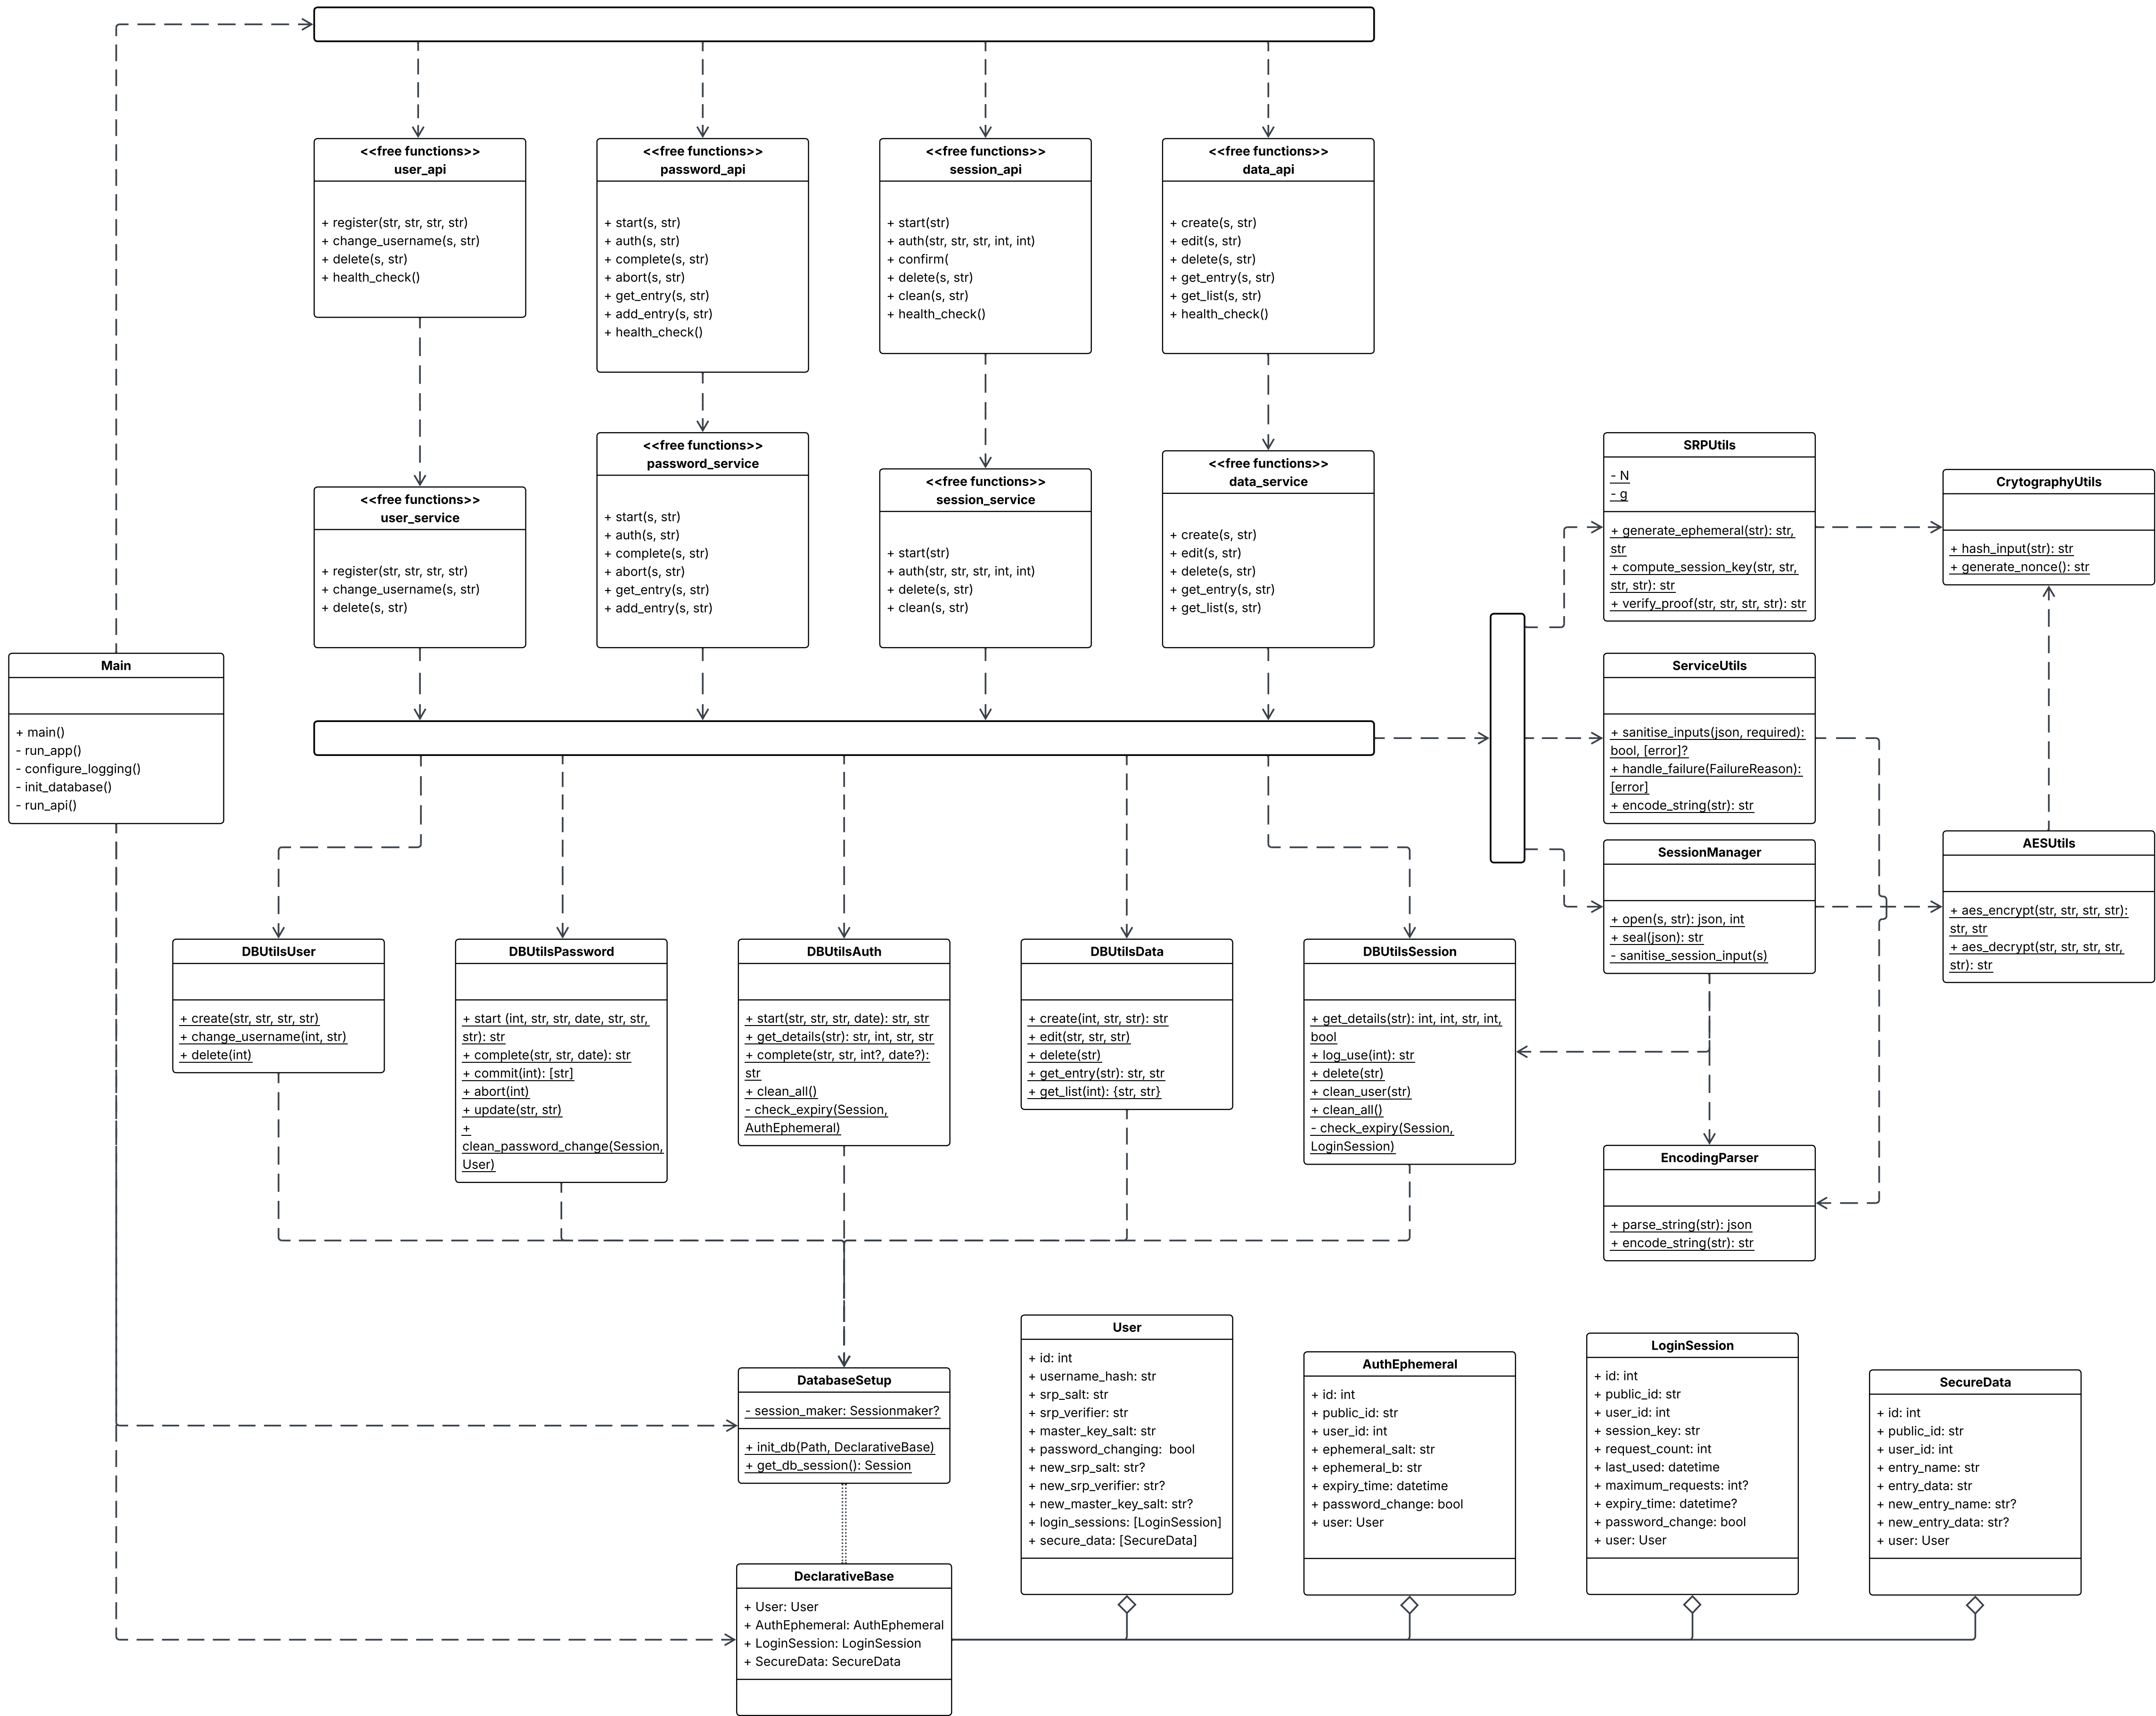 <<free functions>>
user_api
+ register(str, str, str, str)
+ change_username(s, str)
+ delete(s, str)
+ health_check()
<<free functions>>
password_api
+ start(s, str)
+ auth(s, str)
+ complete(s, str)
+ abort(s, str)
+ get_entry(s, str)
+ add_entry(s, str)
+ health_check()
<<free functions>>
session_api
+ start(str)
+ auth(str, str, str, int, int)
+ confirm(
+ delete(s, str)
+ clean(s, str)
+ health_check()
<<free functions>>
data_api
+ create(s, str)
+ edit(s, str)
+ delete(s, str)
+ get_entry(s, str)
+ get_list(s, str)
+ health_check()
<<free functions>>
user_service
+ register(str, str, str, str)
+ change_username(s, str)
+ delete(s, str)
<<free functions>>
password_service
+ start(s, str)
+ auth(s, str)
+ complete(s, str)
+ abort(s, str)
+ get_entry(s, str)
+ add_entry(s, str)
<<free functions>>
session_service
+ start(str)
+ auth(str, str, str, int, int)
+ delete(s, str)
+ clean(s, str)
<<free functions>>
data_service
+ create(s, str)
+ edit(s, str)
+ delete(s, str)
+ get_entry(s, str)
+ get_list(s, str)
SRPUtils
- N
- g
+ generate_ephemeral(str): str,
str
+ compute_session_key(str, str,
str, str): str
+ verify_proof(str, str, str, str): str
CrytographyUtils
+ hash_input(str): str
+ generate_nonce(): str
Main
+ main()
- run_app()
- configure_logging()
- init_database()
- run_api()
ServiceUtils
+ sanitise_inputs(json, required):
bool, [error]?
+ handle_failure(FailureReason):
[error]
+ encode_string(str): str
SessionManager
+ open(s, str): json, int
+ seal(json): str
- sanitise_session_input(s)
AESUtils
+ aes_encrypt(str, str, str, str):
str, str
+ aes_decrypt(str, str, str, str,
str): str
DBUtilsUser
+ create(str, str, str, str)
+ change_username(int, str)
+ delete(int)
DBUtilsPassword
+ start (int, str, str, date, str, str,
str): str
+ complete(str, str, date): str
+ commit(int): [str]
+ abort(int)
+ update(str, str)
+
clean_password_change(Session,
User)
DBUtilsAuth
+ start(str, str, str, date): str, str
+ get_details(str): str, int, str, str
+ complete(str, str, int?, date?):
str
+ clean_all()
- check_expiry(Session,
AuthEphemeral)
DBUtilsData
+ create(int, str, str): str
+ edit(str, str, str)
+ delete(str)
+ get_entry(str): str, str
+ get_list(int): {str, str}
DBUtilsSession
+ get_details(str): int, int, str, int,
bool
+ log_use(int): str
+ delete(str)
+ clean_user(str)
+ clean_all()
- check_expiry(Session,
LoginSession)
EncodingParser
+ parse_string(str): json
+ encode_string(str): str
DatabaseSetup
- session_maker: Sessionmaker?
+ init_db(Path, DeclarativeBase)
+ get_db_session(): Session
User
+ id: int
+ username_hash: str
+ srp_salt: str
+ srp_verifier: str
+ master_key_salt: str
+ password_changing:  bool
+ new_srp_salt: str?
+ new_srp_verifier: str?
+ new_master_key_salt: str?
+ login_sessions: [LoginSession]
+ secure_data: [SecureData]
AuthEphemeral
+ id: int
+ public_id: str
+ user_id: int
+ ephemeral_salt: str
+ ephemeral_b: str
+ expiry_time: datetime
+ password_change: bool
+ user: User
LoginSession
+ id: int
+ public_id: str
+ user_id: int
+ session_key: str
+ request_count: int
+ last_used: datetime
+ maximum_requests: int?
+ expiry_time: datetime?
+ password_change: bool
+ user: User
SecureData
+ id: int
+ public_id: str
+ user_id: int
+ entry_name: str
+ entry_data: str
+ new_entry_name: str?
+ new_entry_data: str?
+ user: User
DeclarativeBase
+ User: User
+ AuthEphemeral: AuthEphemeral
+ LoginSession: LoginSession
+ SecureData: SecureData